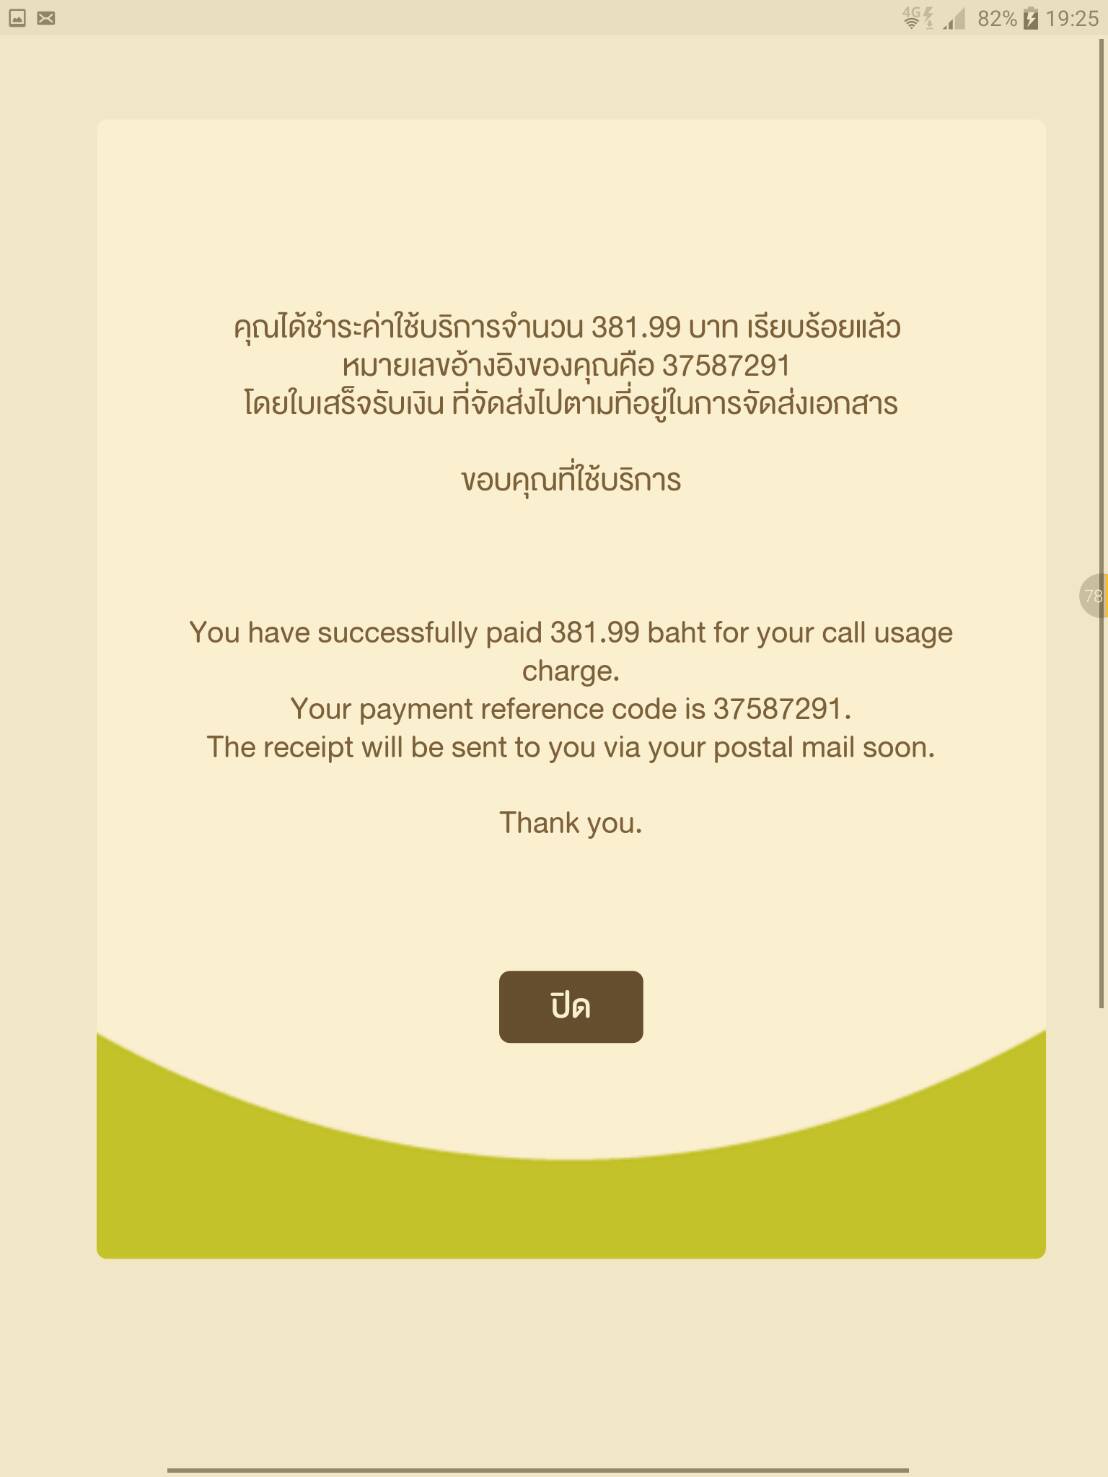 4G
82%
19:25
คุณได้ชำระค่าใช้บริการจำนวน 381.99 บาท เรียบร้อยแล้ว
หมายเลขอ้างอิงของคุณคือ 37587291
โดยใบเสร็จรับเงิน ที่จัดส่งไปตามที่อยู่ในการจัดส่งเอกสาร
ขอบคุณที่ใช้บริการ
78
You have successfully paid 381.99 baht for your call usage
charge.
Your payment reference code is 37587291.
The receipt will be sent to you via your postal mail soon.
Thank you.
ปิด